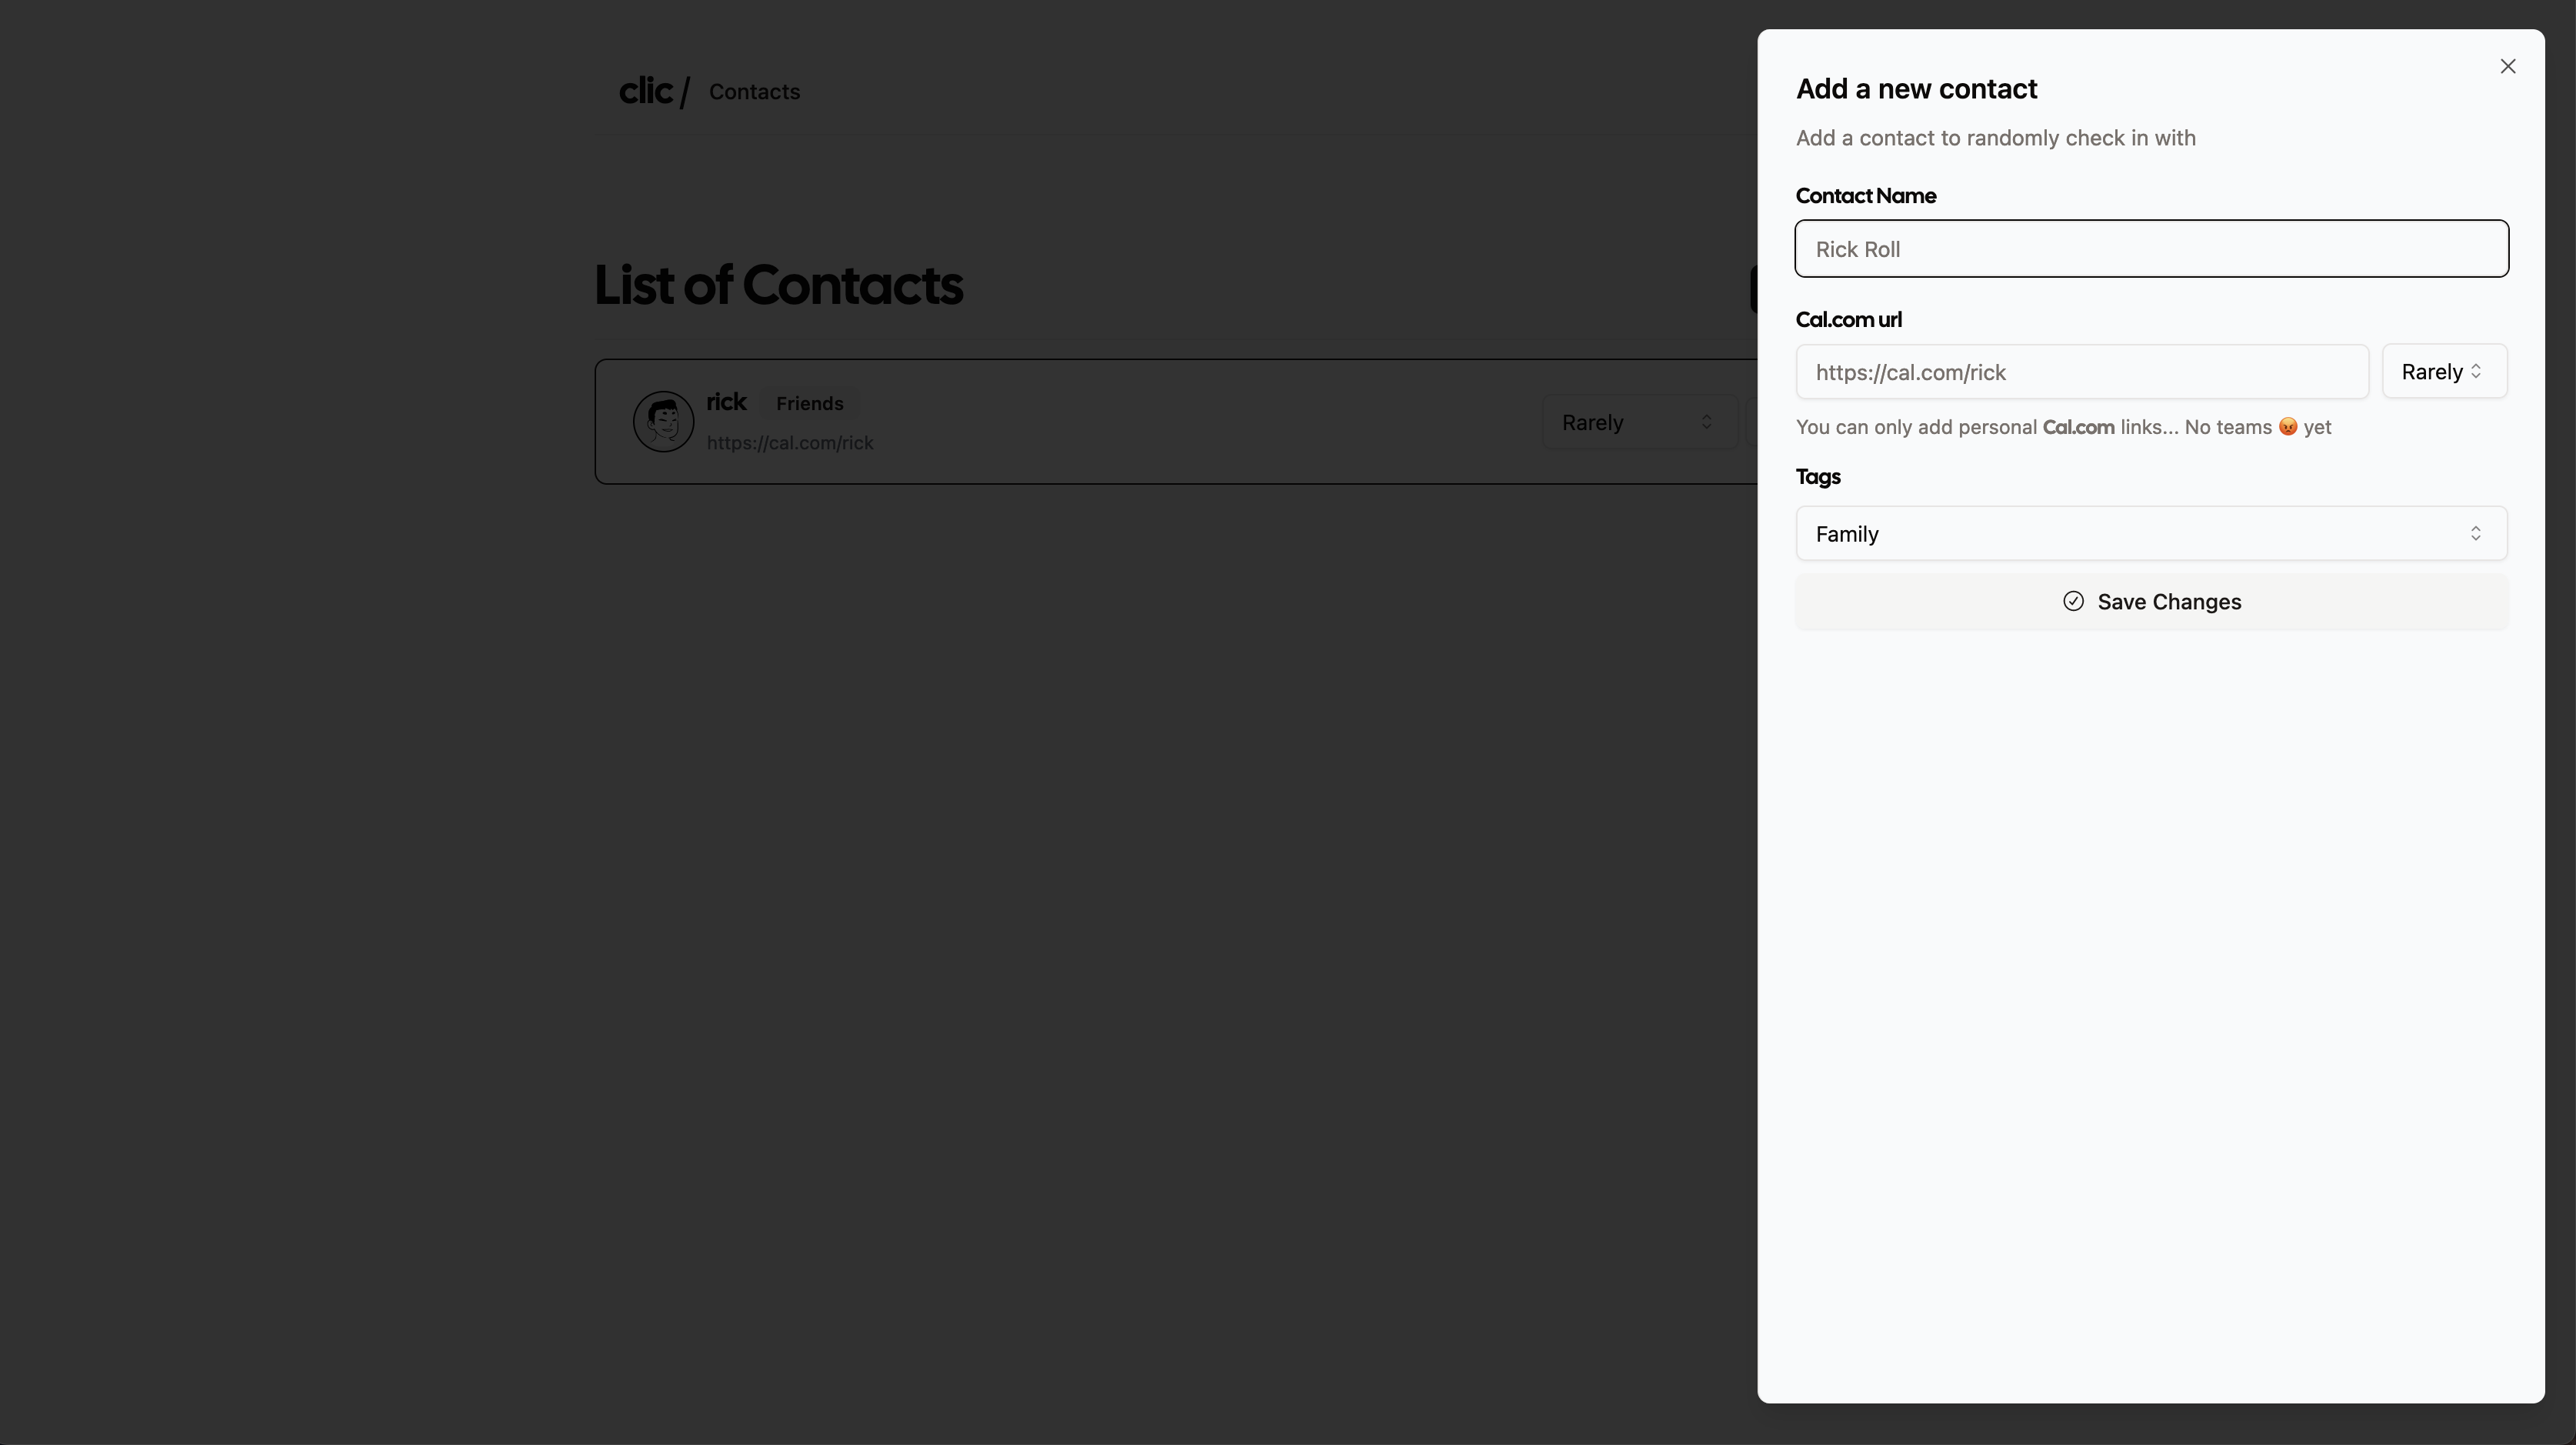 clic / Contacts
List of Contacts
rick Friends
https://cal.com/rick
Rarely
Add a new contact
Add a contact to randomly check in with
Contact Name
Rick Roll
Cal.com url
https://cal.com/rick Rarely
You can only add personal Cal.com links... No teams 😡 yet
Tags
Family
Save Changes